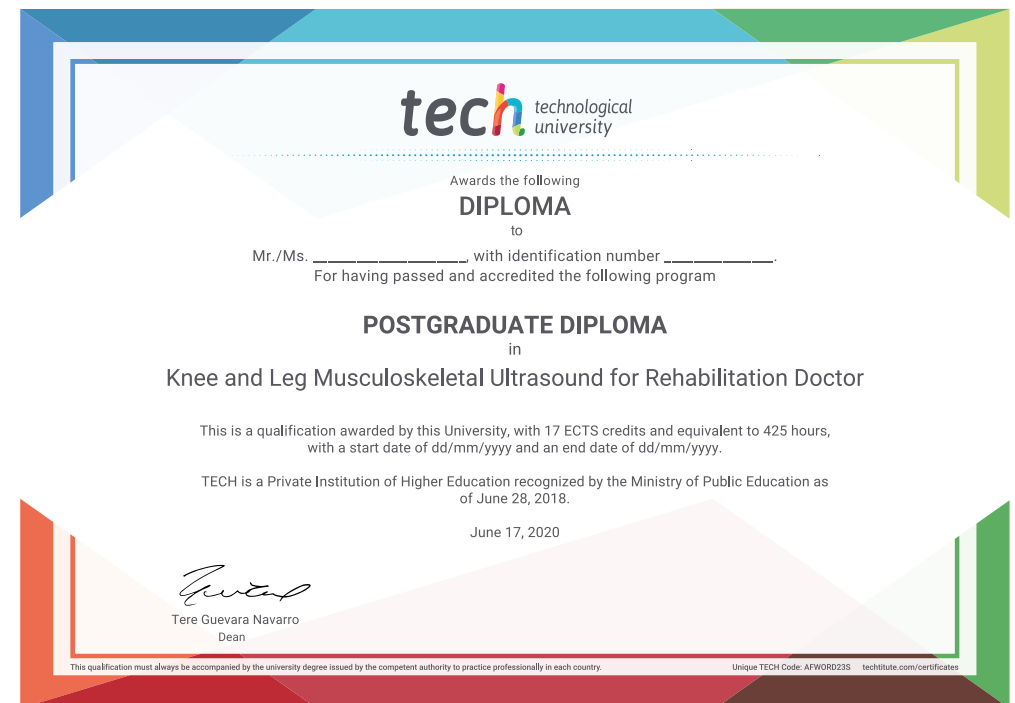 tech technological
university
Awards the following
DIPLOMA
to
Mr./Ms. ____________________, with identification number ______________.
For having passed and accredited the following program
POSTGRADUATE DIPLOMA
in
Knee and Leg Musculoskeletal Ultrasound for Rehabilitation Doctor
This is a qualification awarded by this University, with 17 ECTS credits and equivalent to 425 hours,
with a start date of dd/mm/yyyy and an end date of dd/mm/yyyy.
TECH is a Private Institution of Higher Education recognized by the Ministry of Public Education as
of June 28, 2018.
June 17, 2020
Tere Guevara Navarro
Dean
This qualification must always be accompanied by the university degree issued by the competent authority to practice professionally in each country.
Unique TECH Code: AFWORD23S techtitute.com/certificates